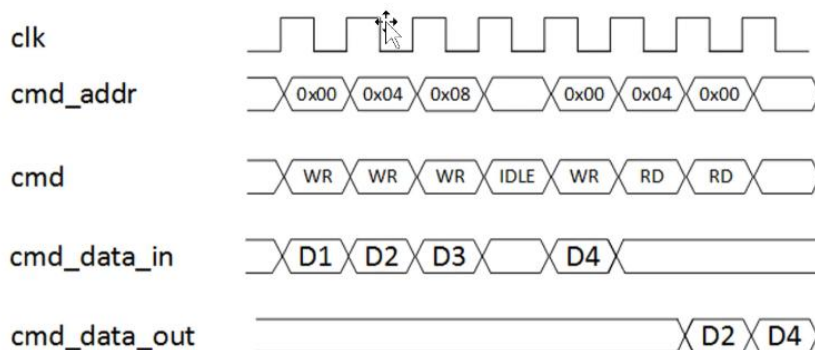 clk
cmd_addr 0x00 0x04 0x08 0x00 0x04 0x00
cmd WR WR WR IDLE WR RD RD
cmd_data_in D1 D2 D3 D4
cmd_data_out D2 D4